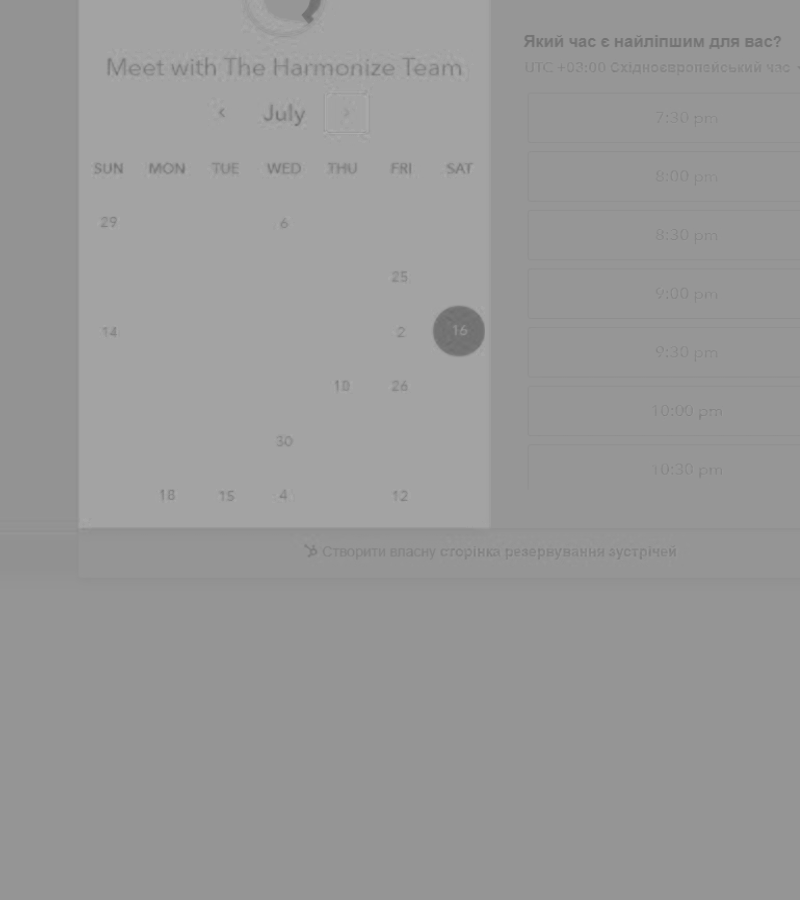 Meet with The Harmonize Team
July
SUN MON TUE WED THU FRI SAT
29 6
25
14 2 16
18 26
30
18 15 4 12
Який час є найліпшим для вас?
UTC +03:00 Східноєвропейський час
7:30 pm
8:00 pm
8:30 pm
9:00 pm
9:30 pm
10:00 pm
10:30 pm
Створити власну сторінка резервування зустрічей